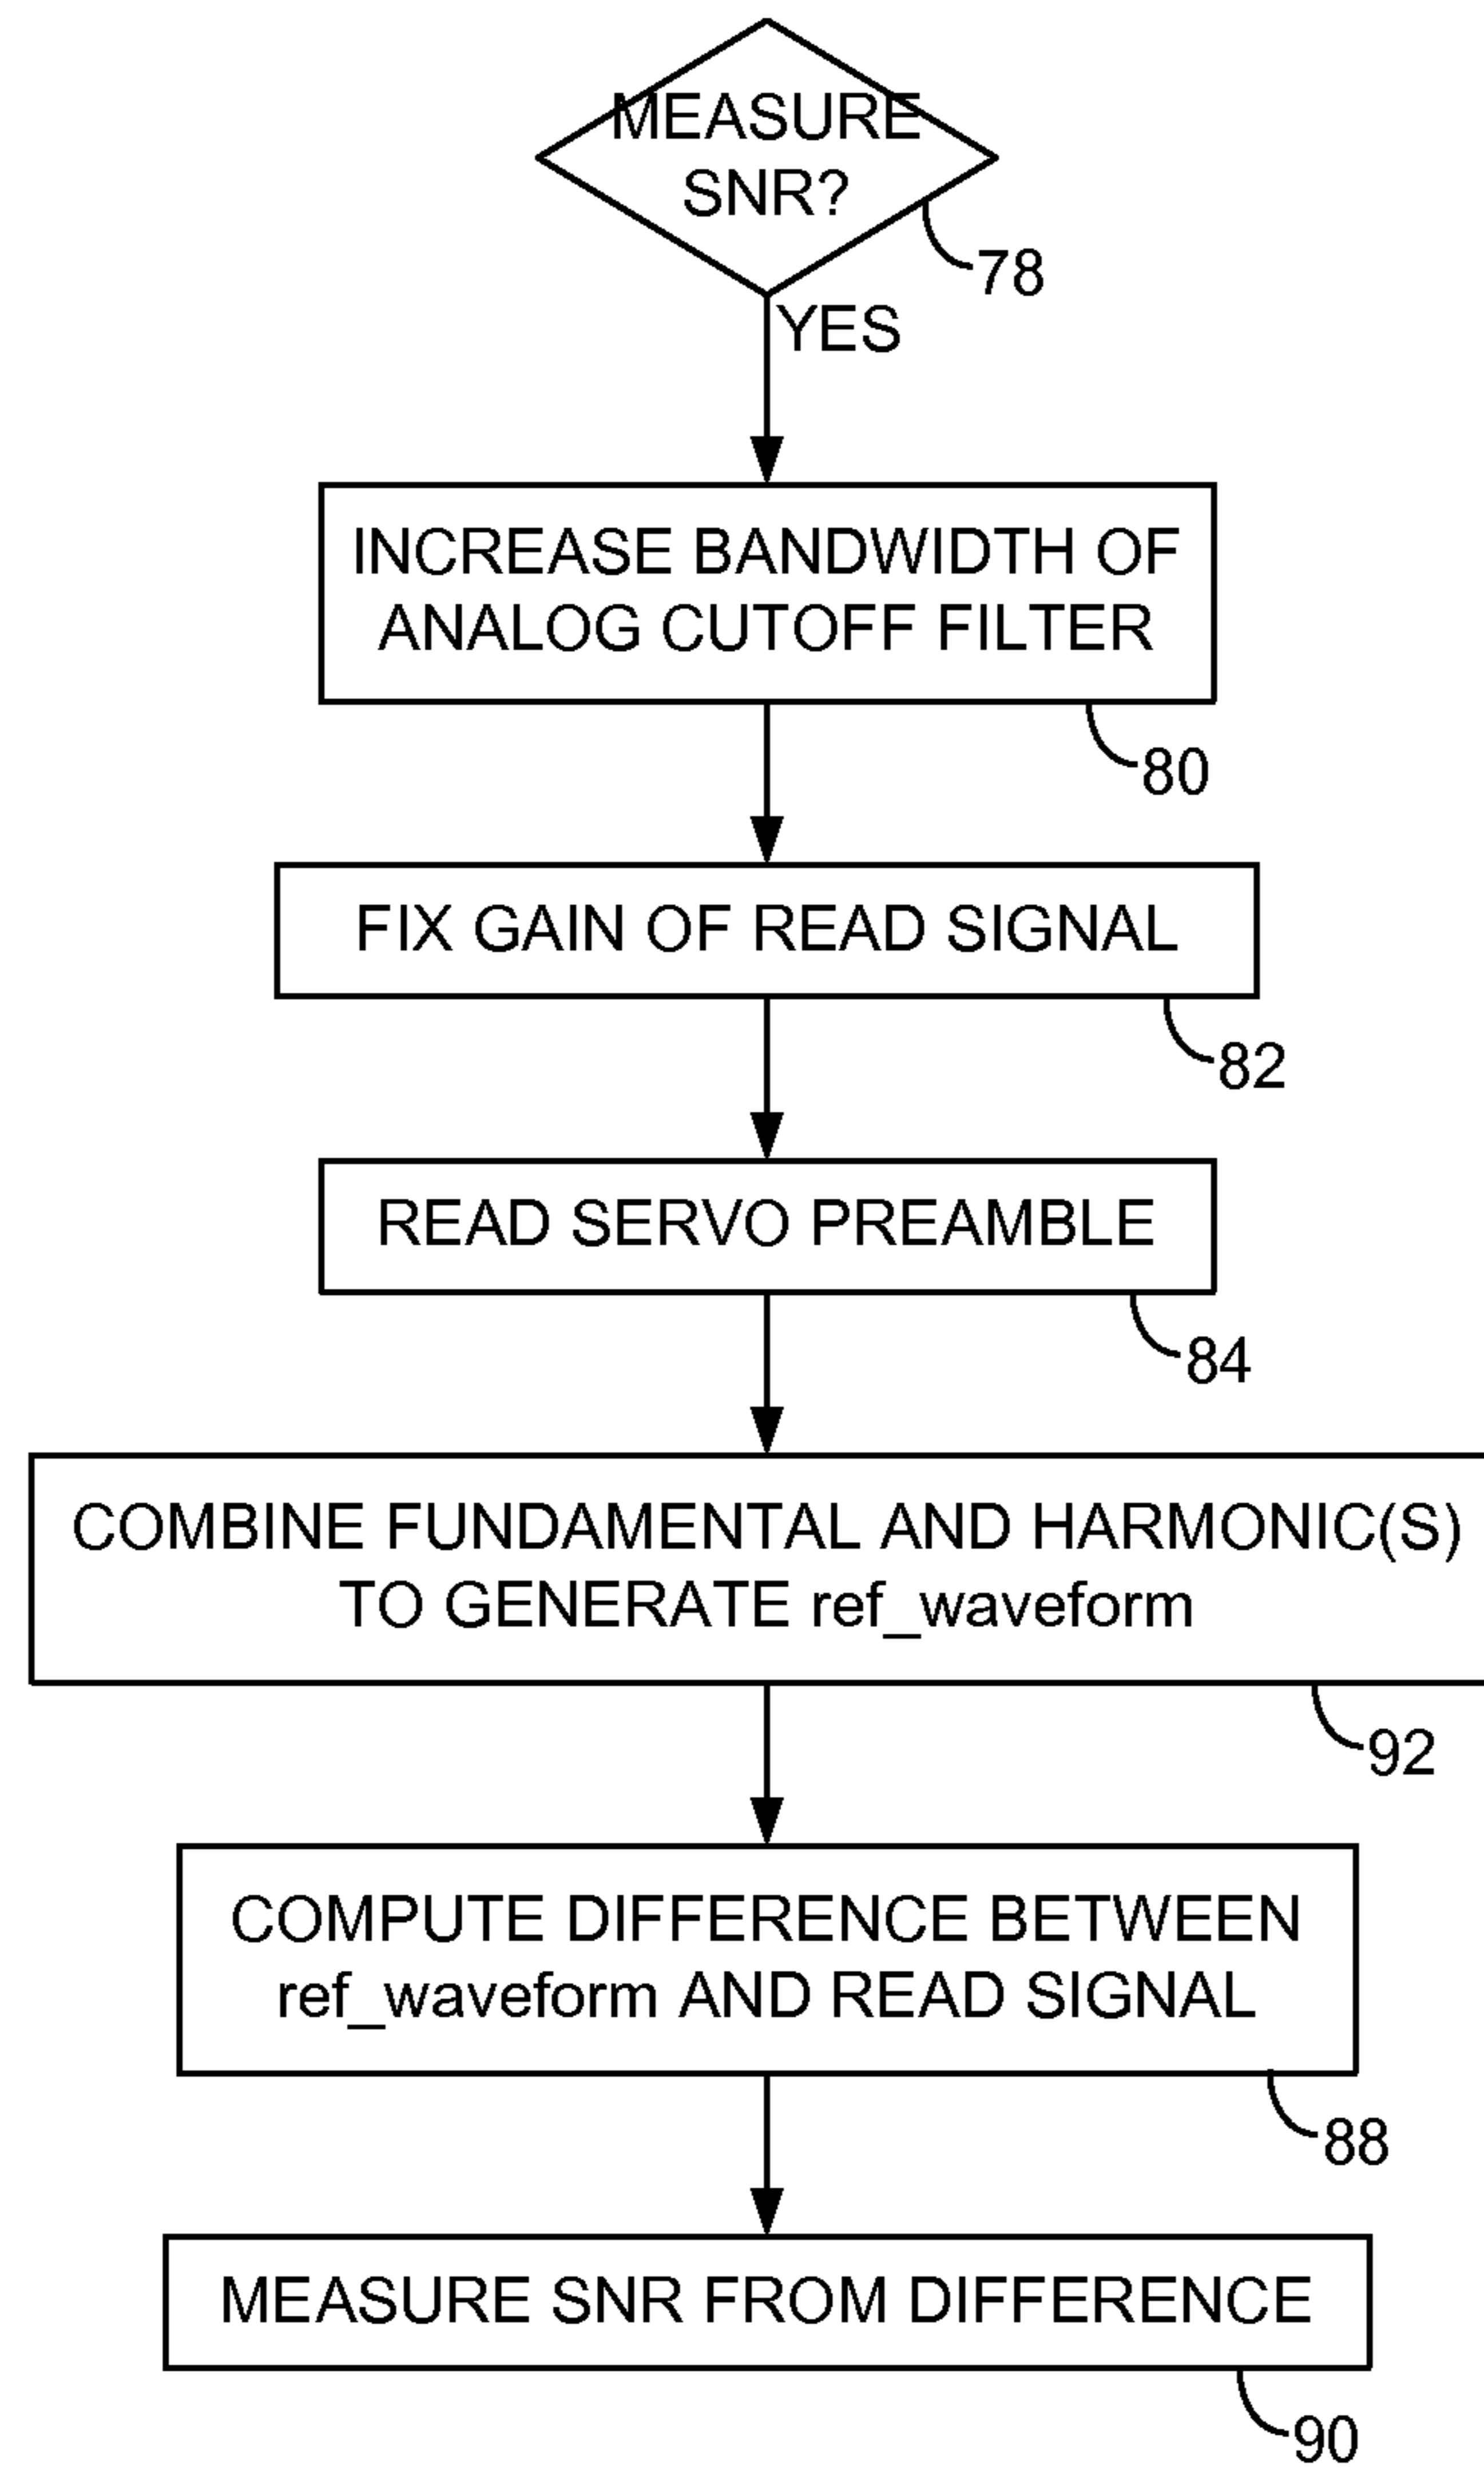 MEASURE
SNR?
78
YES
INCREASE BANDWIDTH OF
ANALOG CUTOFF FILTER
80
FIX GAIN OF READ SIGNAL
82
READ SERVO PREAMBLE
84
COMBINE FUNDAMENTAL AND HARMONIC(S)
TO GENERATE ref_waveform
92
COMPUTE DIFFERENCE BETWEEN
ref_waveform AND READ SIGNAL
88
MEASURE SNR FROM DIFFERENCE
90